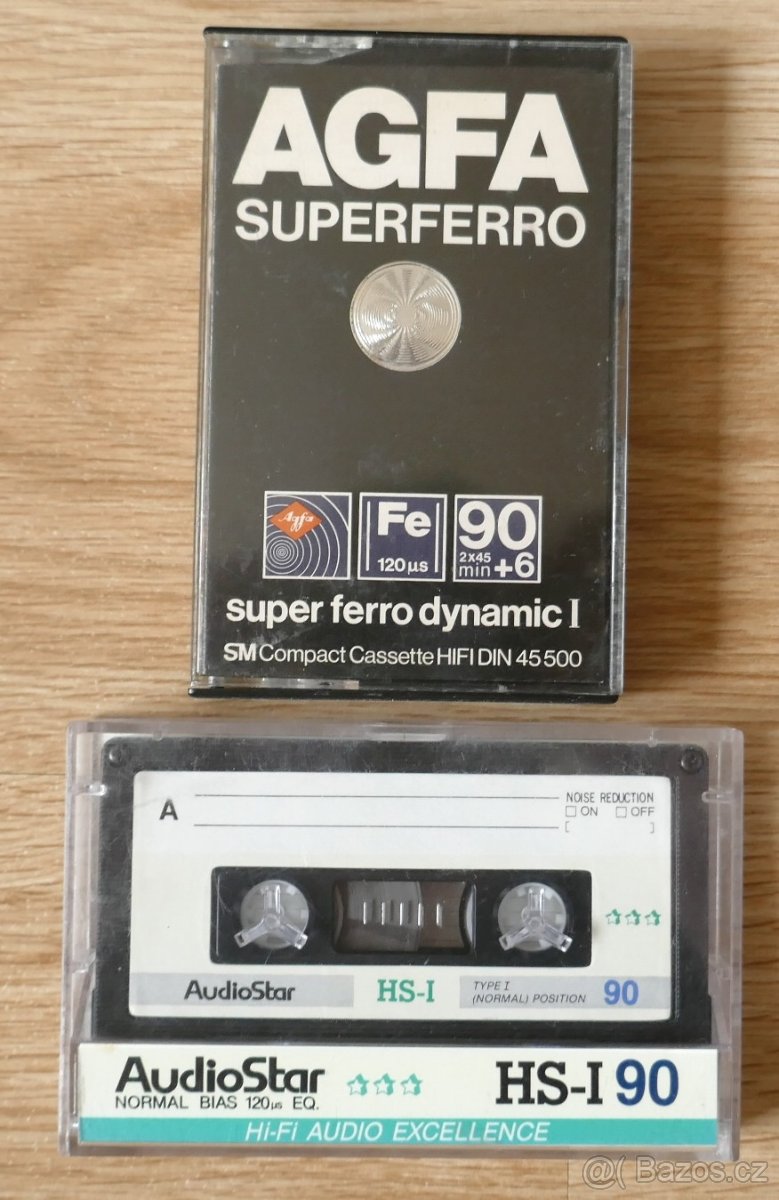 AGFA
SUPERFERRO
Agfa
Fe
120 µs
90
2x45
min +6
super ferro dynamic I
SM Compact Cassette HIFI DIN 45 500
A
NOISE REDUCTION
ON OFF
[ ]
AudioStar
HS-I
TYPE I
(NORMAL) POSITION
90
AudioStar
HS-I 90
NORMAL BIAS 120µs EQ.
Hi-Fi AUDIO EXCELLENCE
@( Bazos.cz